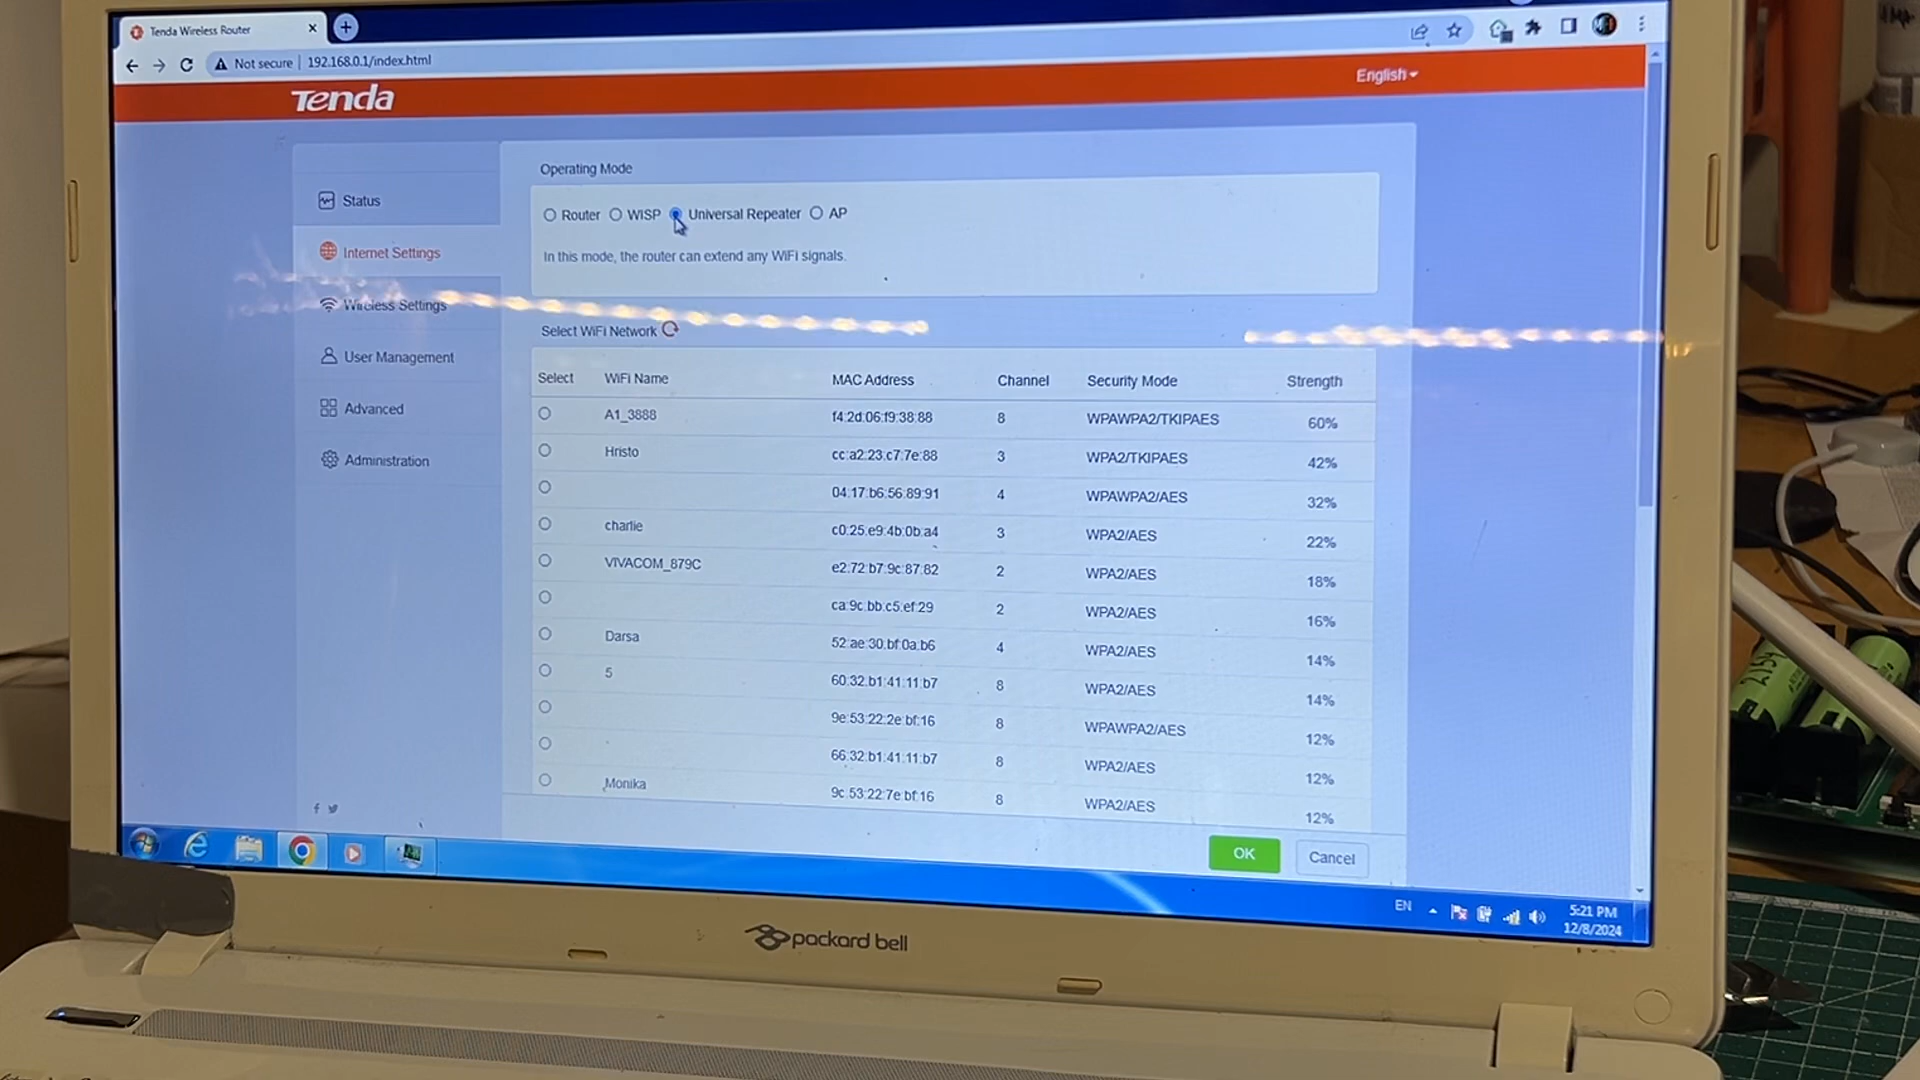 Tenda Wireless Router
Not secure 192.168.0.1/index.html
Tenda
English
Status
Internet Settings
Wireless Settings
User Management
Advanced
Administration
Operating Mode
Router WISP Universal Repeater AP
In this mode, the router can extend any WiFi signals.
Select WiFi Network
Select WiFi Name MAC Address Channel Security Mode Strength
A1_3888 f4:2d:06:f9:38:88 8 WPAWPA2/TKIPAES 60%
Hristo cc:a2:23:c7:7e:88 3 WPA2/TKIPAES 42%
04:17:b6:56:89:91 4 WPAWPA2/AES 32%
charlie c0:25:e9:4b:0b:a4 3 WPA2/AES 22%
VIVACOM_879C e2:72:b7:9c:87:82 2 WPA2/AES 18%
ca:9c:bb:c5:ef:29 2 WPA2/AES 16%
Darsa 52:ae:30:bf:0a:b6 4 WPA2/AES 14%
5 60:32:b1:41:11:b7 8 WPA2/AES 14%
9e:53:22:2e:bf:16 8 WPAWPA2/AES 12%
66:32:b1:41:11:b7 8 WPA2/AES 12%
Monika 9c:53:22:7e:bf:16 8 WPA2/AES 12%
OK Cancel
EN 5:21 PM
12/8/2024
packard bell
2154